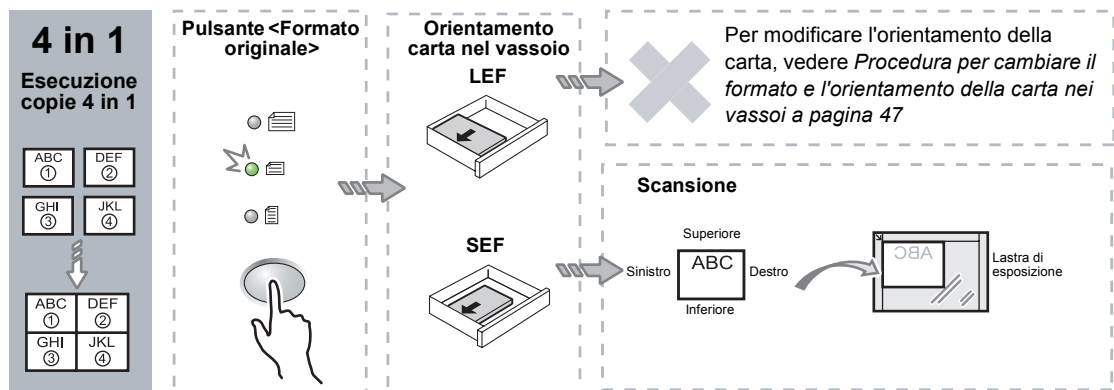 4 in 1
Esecuzione
copie 4 in 1
ABC
①
DEF
②
GHI
③
JKL
④
ABC
①
DEF
②
GHI
③
JKL
④
Pulsante <Formato
originale>
Orientamento
carta nel vassoio
LEF
SEF
Per modificare l'orientamento della
carta, vedere Procedura per cambiare il
formato e l'orientamento della carta nei
vassoi a pagina 47
Scansione
Superiore
Sinistro
ABC
Destro
Inferiore
ABC
Lastra di
esposizione